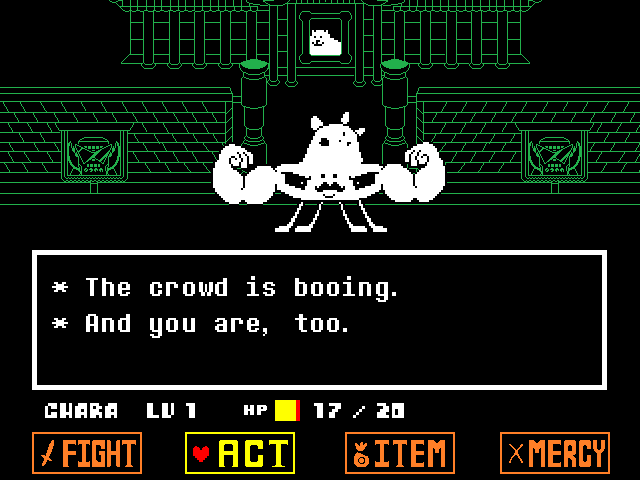 * The crowd is booing.
* And you are, too.
CHARA LV 1 HP 17 / 20
FIGHT ACT ITEM MERCY